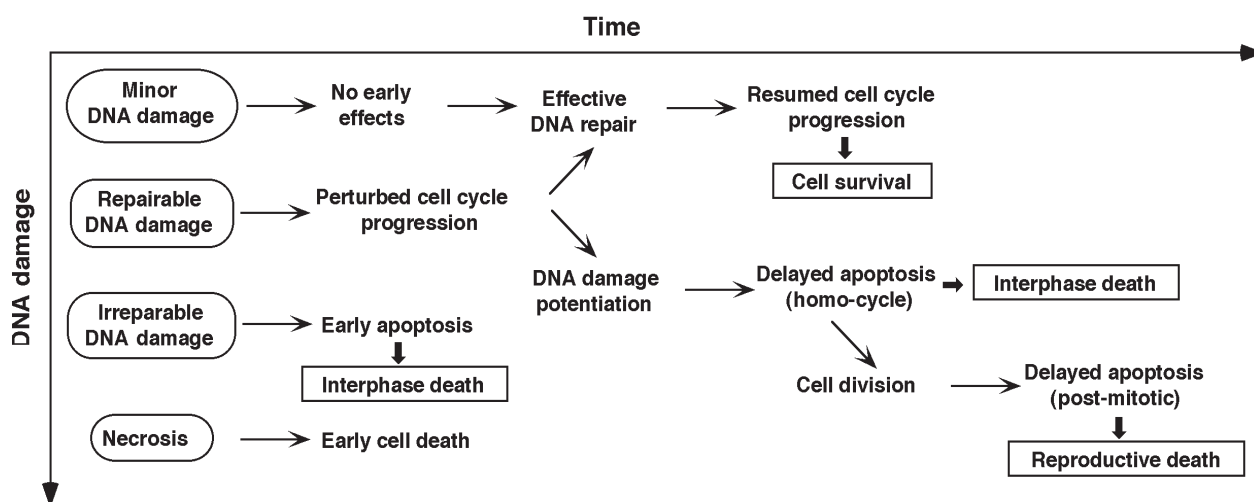 Time
DNA damage
Minor
DNA damage
No early
effects
Effective
DNA repair
Resumed cell cycle
progression
Cell survival
Repairable
DNA damage
Perturbed cell cycle
progression
DNA damage
potentiation
Delayed apoptosis
(homo-cycle)
Interphase death
Irreparable
DNA damage
Early apoptosis
Interphase death
Cell division
Delayed apoptosis
(post-mitotic)
Reproductive death
Necrosis
Early cell death